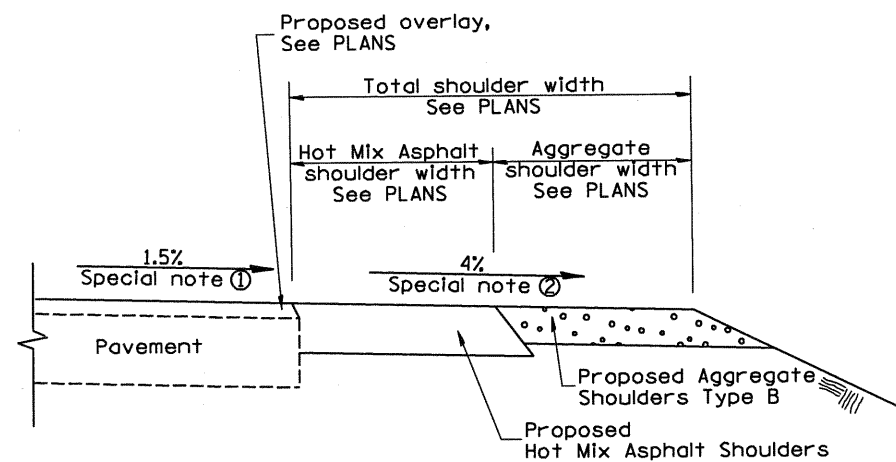 Proposed overlay,
See PLANS
Total shoulder width
See PLANS
Hot Mix Asphalt
shoulder width
See PLANS
Aggregate
shoulder width
See PLANS
1.5%
Special note ①
4%
Special note ②
Pavement
Proposed Aggregate
Shoulders Type B
Proposed
Hot Mix Asphalt Shoulders